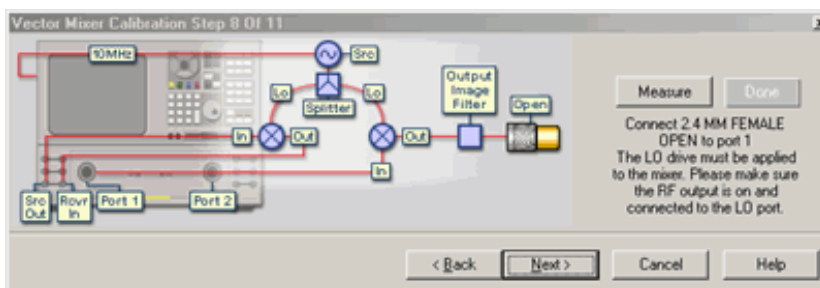 Vector Mixer Calibration Step 8 Of 11
10MHz
Src
Lo
Lo
Splitter
Output
Image
Filter
Open
In
Out
Out
In
Src
Out
Rcvr
In
Port 1
Port 2
Measure
Done
Connect 2.4 MM FEMALE
OPEN to port 1
The LO drive must be applied
to the mixer. Please make sure
the RF output is on and
connected to the LO port.
< Back
Next >
Cancel
Help